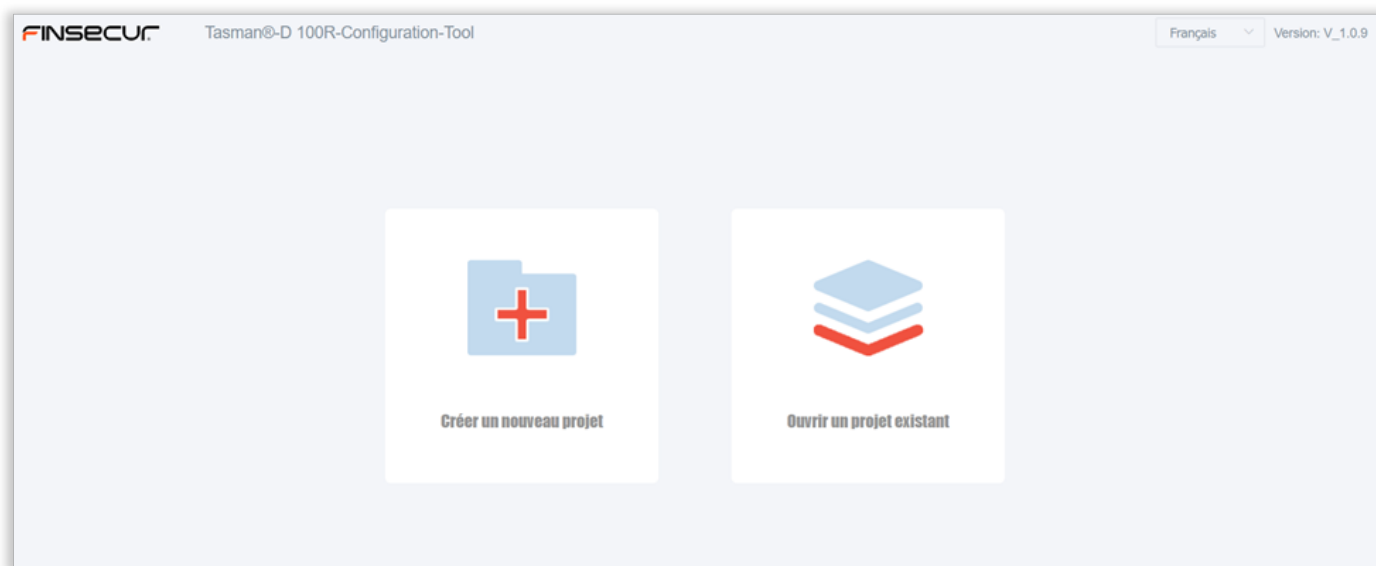 FINSECUR.
Tasman®-D 100R-Configuration-Tool
Français
Version: V_1.0.9
Créer un nouveau projet
Ouvrir un projet existant